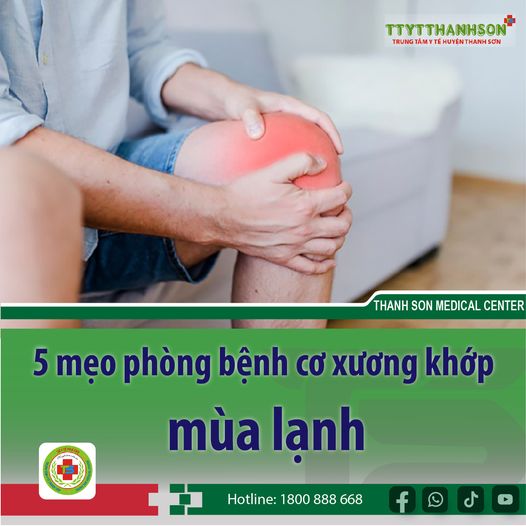 TTYTTHANHSON
TRUNG TÂM Y TẾ HUYỆN THANH SƠN
THANH SON MEDICAL CENTER
5 mẹo phòng bệnh cơ xương khớp
mùa lạnh
Hotline: 1800 888 668